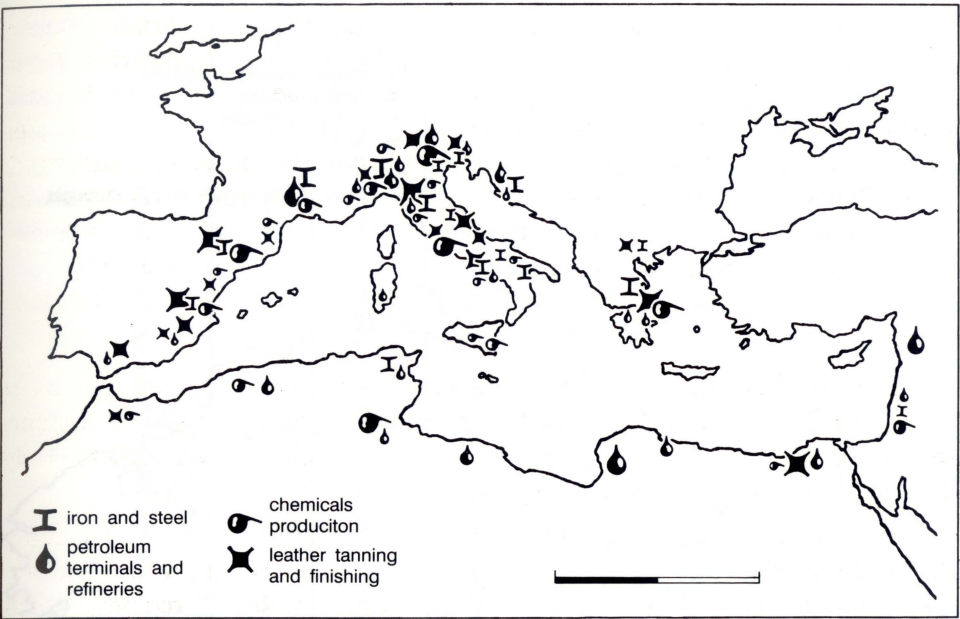 iron and steel
petroleum
terminals and
refineries
chemicals
produciton
leather tanning
and finishing